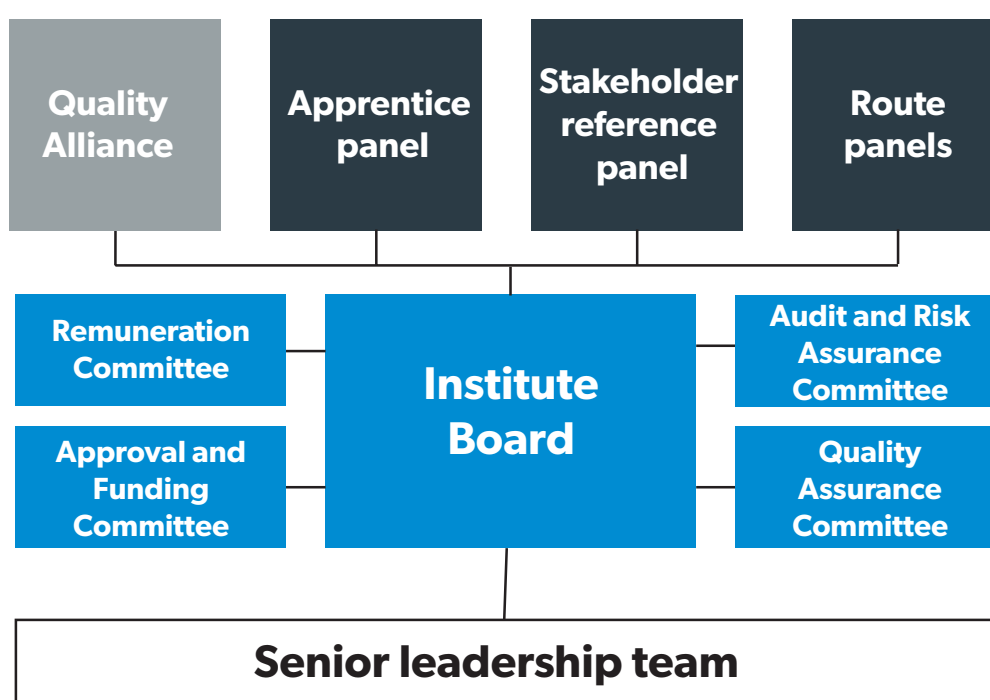 Quality
Alliance
Apprentice
panel
Stakeholder
reference
panel
Route
panels
Remuneration
Committee
Institute
Board
Audit and Risk
Assurance
Committee
Approval and
Funding
Committee
Quality
Assurance
Committee
Senior leadership team